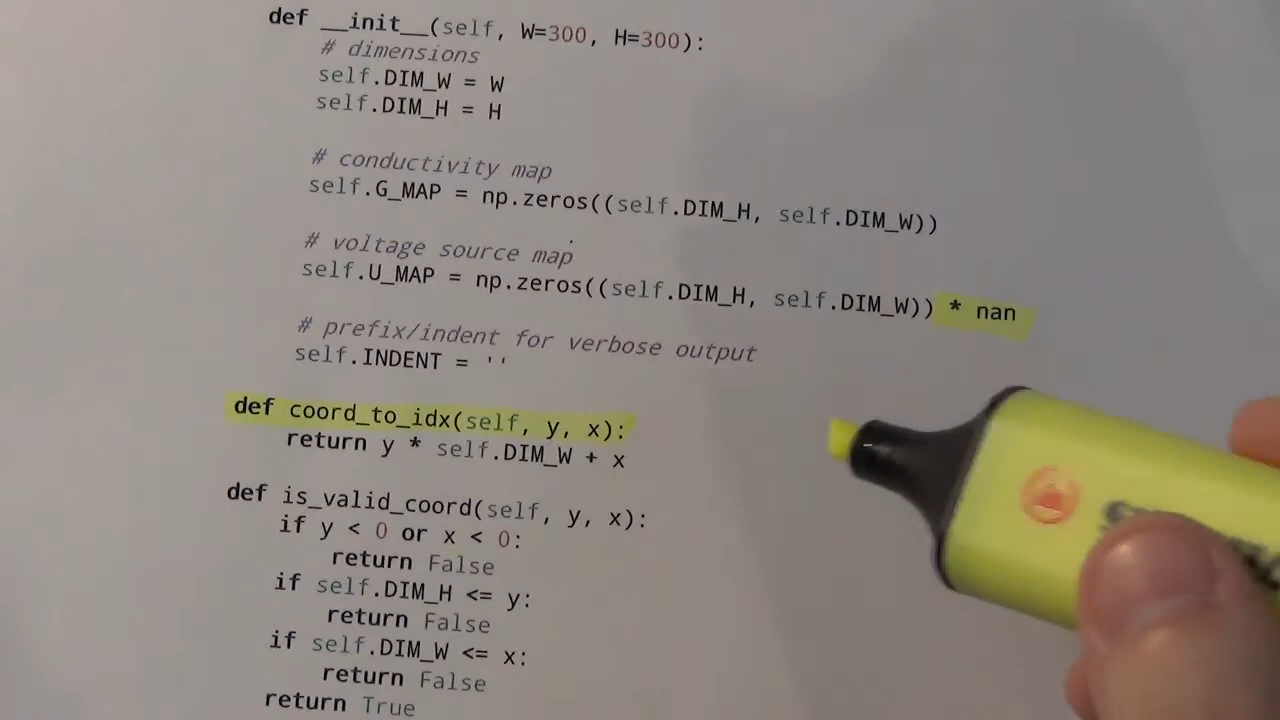 def __init__(self, W=300, H=300):
# dimensions
self.DIM_W = W
self.DIM_H = H
# conductivity map
self.G_MAP = np.zeros((self.DIM_H, self.DIM_W))
# voltage source map
self.U_MAP = np.zeros((self.DIM_H, self.DIM_W)) * nan
# prefix/indent for verbose output
self.INDENT = ''
def coord_to_idx(self, y, x):
return y * self.DIM_W + x
def is_valid_coord(self, y, x):
if y < 0 or x < 0:
return False
if self.DIM_H <= y:
return False
if self.DIM_W <= x:
return False
return True